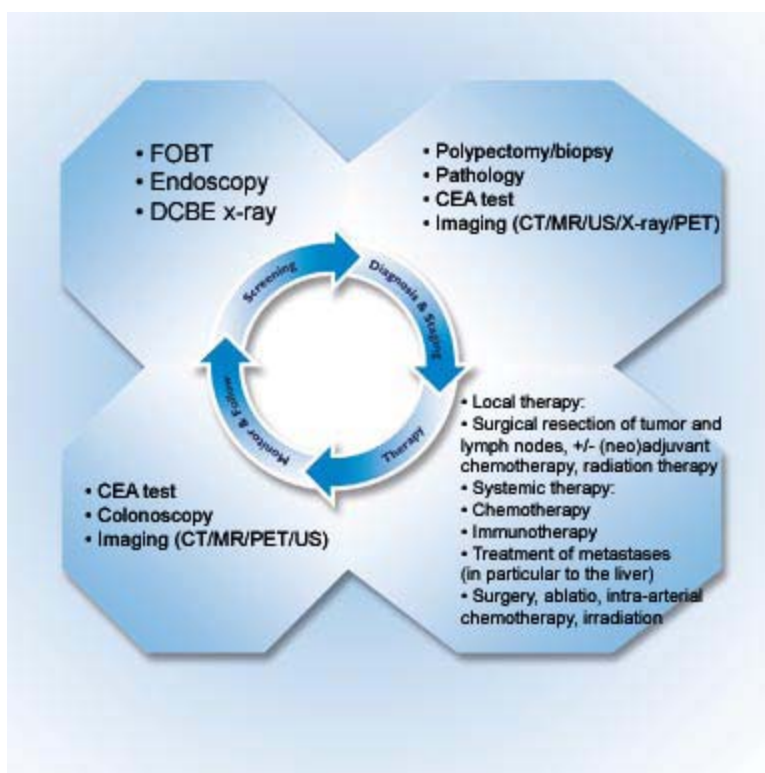 • FOBT
• Endoscopy
• DCBE x-ray
• Polypectomy/biopsy
• Pathology
• CEA test
• Imaging (CT/MR/US/X-ray/PET)
Screening
Diagnosis & Staging
Therapy
Monitor & Follow
• Local therapy:
• Surgical resection of tumor and
lymph nodes, +/- (neo)adjuvant
chemotherapy, radiation therapy
• Systemic therapy:
• Chemotherapy
• Immunotherapy
• Treatment of metastases
(in particular to the liver)
• Surgery, ablatio, intra-arterial
chemotherapy, irradiation
• CEA test
• Colonoscopy
• Imaging (CT/MR/PET/US)